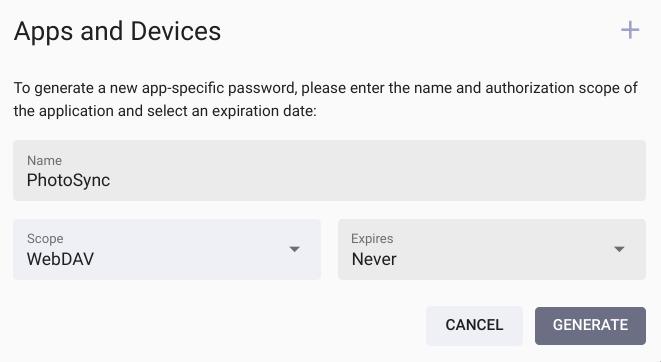 Apps and Devices
To generate a new app-specific password, please enter the name and authorization scope of
the application and select an expiration date:
Name
PhotoSync
Scope
WebDAV
Expires
Never
CANCEL
GENERATE